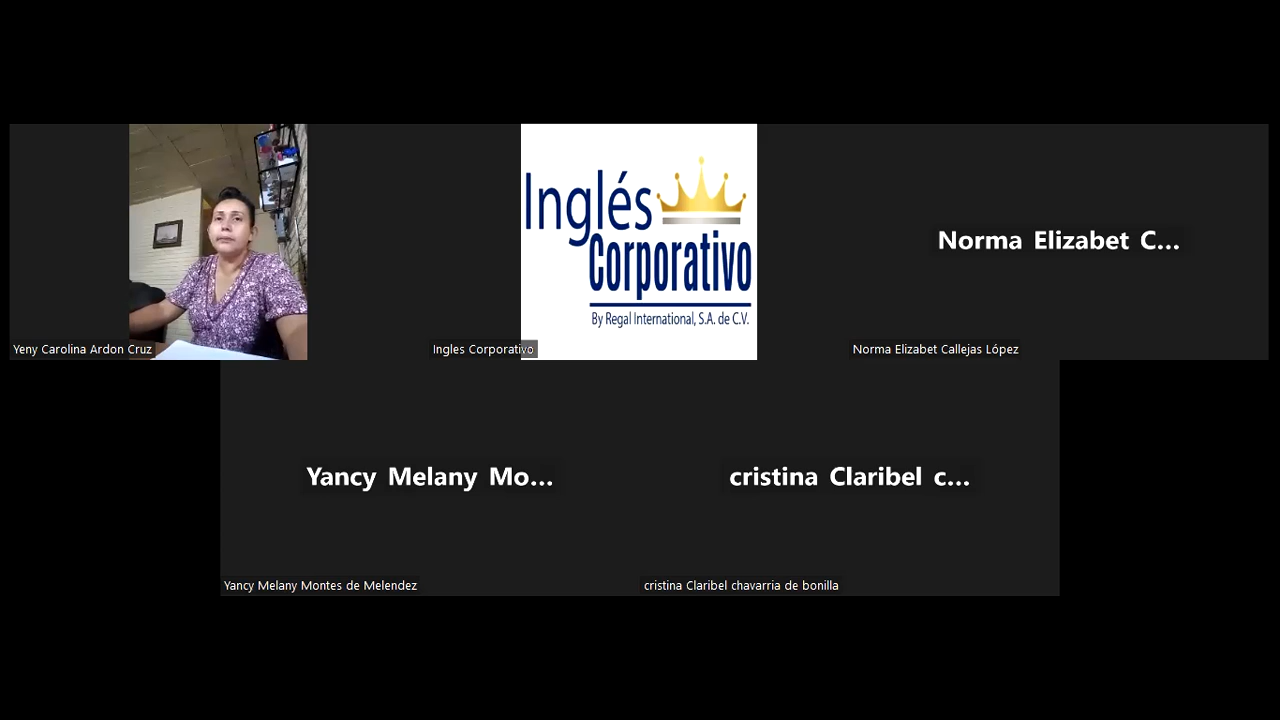 Inglés
Corporativo
By Regal International, S.A. de C.V.
Norma Elizabet C...
Yeny Carolina Ardon Cruz
Ingles Corporativo
Norma Elizabet Callejas López
Yancy Melany Mo...
cristina Claribel c...
Yancy Melany Montes de Melendez
cristina Claribel chavarria de bonilla